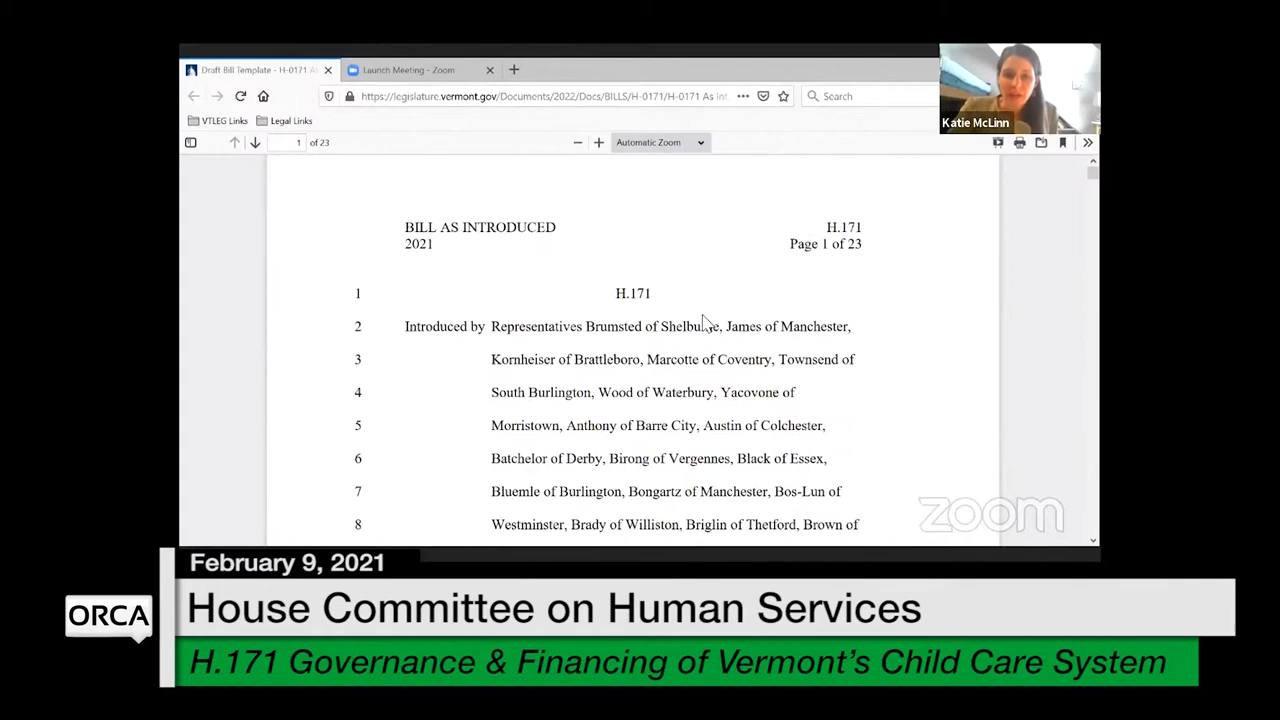 Draft Bill Template - H-0171 As
Launch Meeting - Zoom
https://legislature.vermont.gov/Documents/2022/Docs/BILLS/H-0171/H-0171 As Int
Search
VTLEG Links
Legal Links
Katie McLinn
1 of 23
Automatic Zoom
BILL AS INTRODUCED H.171
2021 Page 1 of 23
1 H.171
2 Introduced by Representatives Brumsted of Shelburne, James of Manchester,
3 Kornheiser of Brattleboro, Marcotte of Coventry, Townsend of
4 South Burlington, Wood of Waterbury, Yacovone of
5 Morristown, Anthony of Barre City, Austin of Colchester,
6 Batchelor of Derby, Birong of Vergennes, Black of Essex,
7 Bluemle of Burlington, Bongartz of Manchester, Bos-Lun of
8 Westminster, Brady of Williston, Briglin of Thetford, Brown of
zoom
February 9, 2021
ORCA
House Committee on Human Services
H.171 Governance & Financing of Vermont's Child Care System